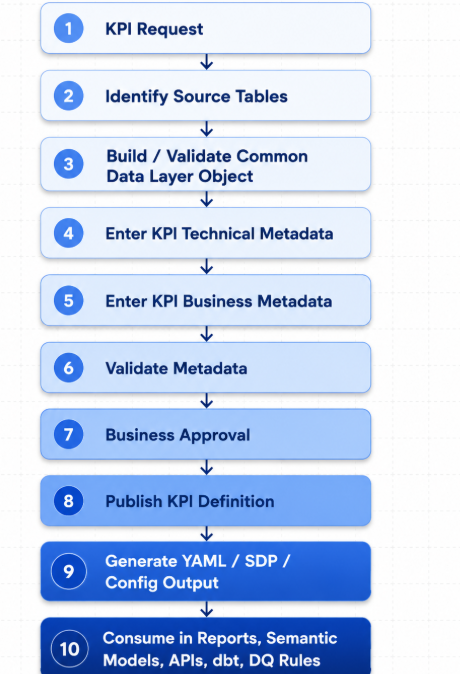 1 KPI Request
2 Identify Source Tables
3 Build / Validate Common
Data Layer Object
4 Enter KPI Technical Metadata
5 Enter KPI Business Metadata
6 Validate Metadata
7 Business Approval
8 Publish KPI Definition
9 Generate YAML / SDP /
Config Output
10 Consume in Reports, Semantic
Models, APIs, dbt, DQ Rules